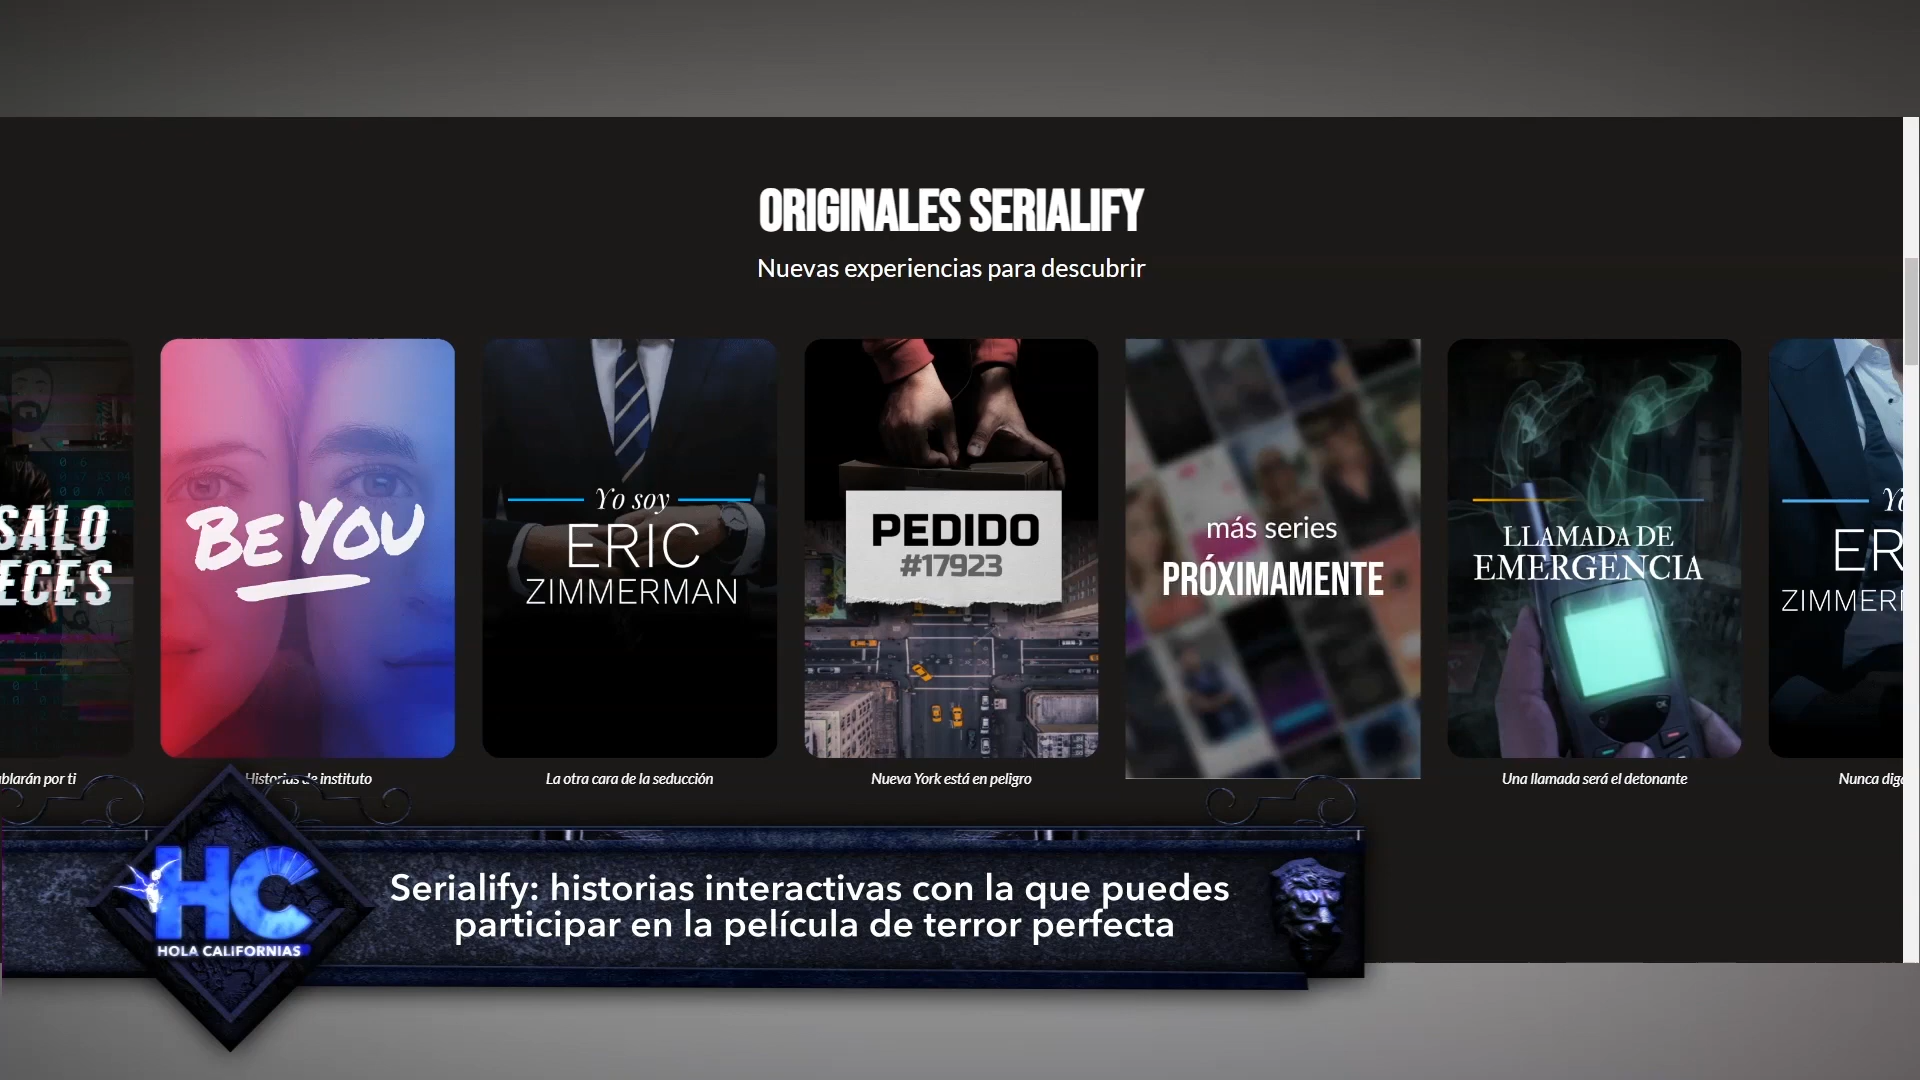 ORIGINALES SERIALIFY
Nuevas experiencias para descubrir
SALO
ECES
BE YOU
Yo soy
ERIC
ZIMMERMAN
PEDIDO
#17923
más series
PRÓXIMAMENTE
LLAMADA DE
EMERGENCIA
ER
ZIMMER
ablarán por ti
Historias de instituto
La otra cara de la seducción
Nueva York está en peligro
Una llamada será el detonante
Nunca dig
HC
HOLA CALIFORNIAS
Serialify: historias interactivas con la que puedes
participar en la película de terror perfecta